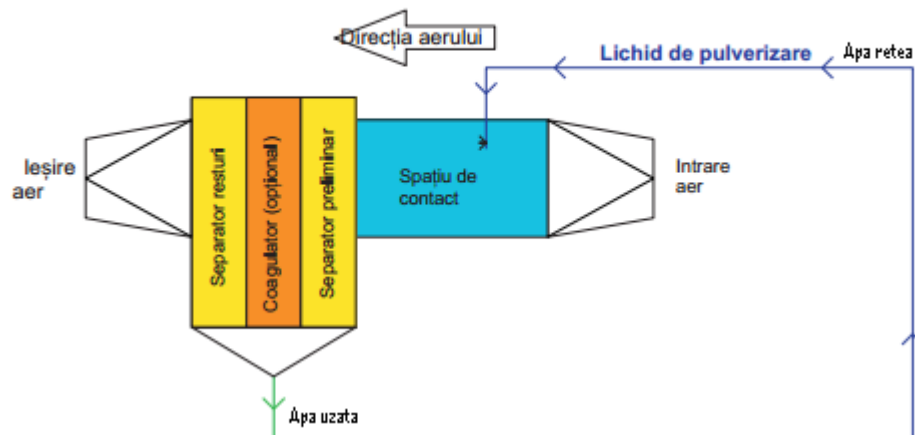 Direcția aerului
Lichid de pulverizare
Apa retea
Ieșire
aer
Separator resturi
Coagulator (opțional)
Separator preliminar
Spațiu de
contact
Intrare
aer
Apa uzata